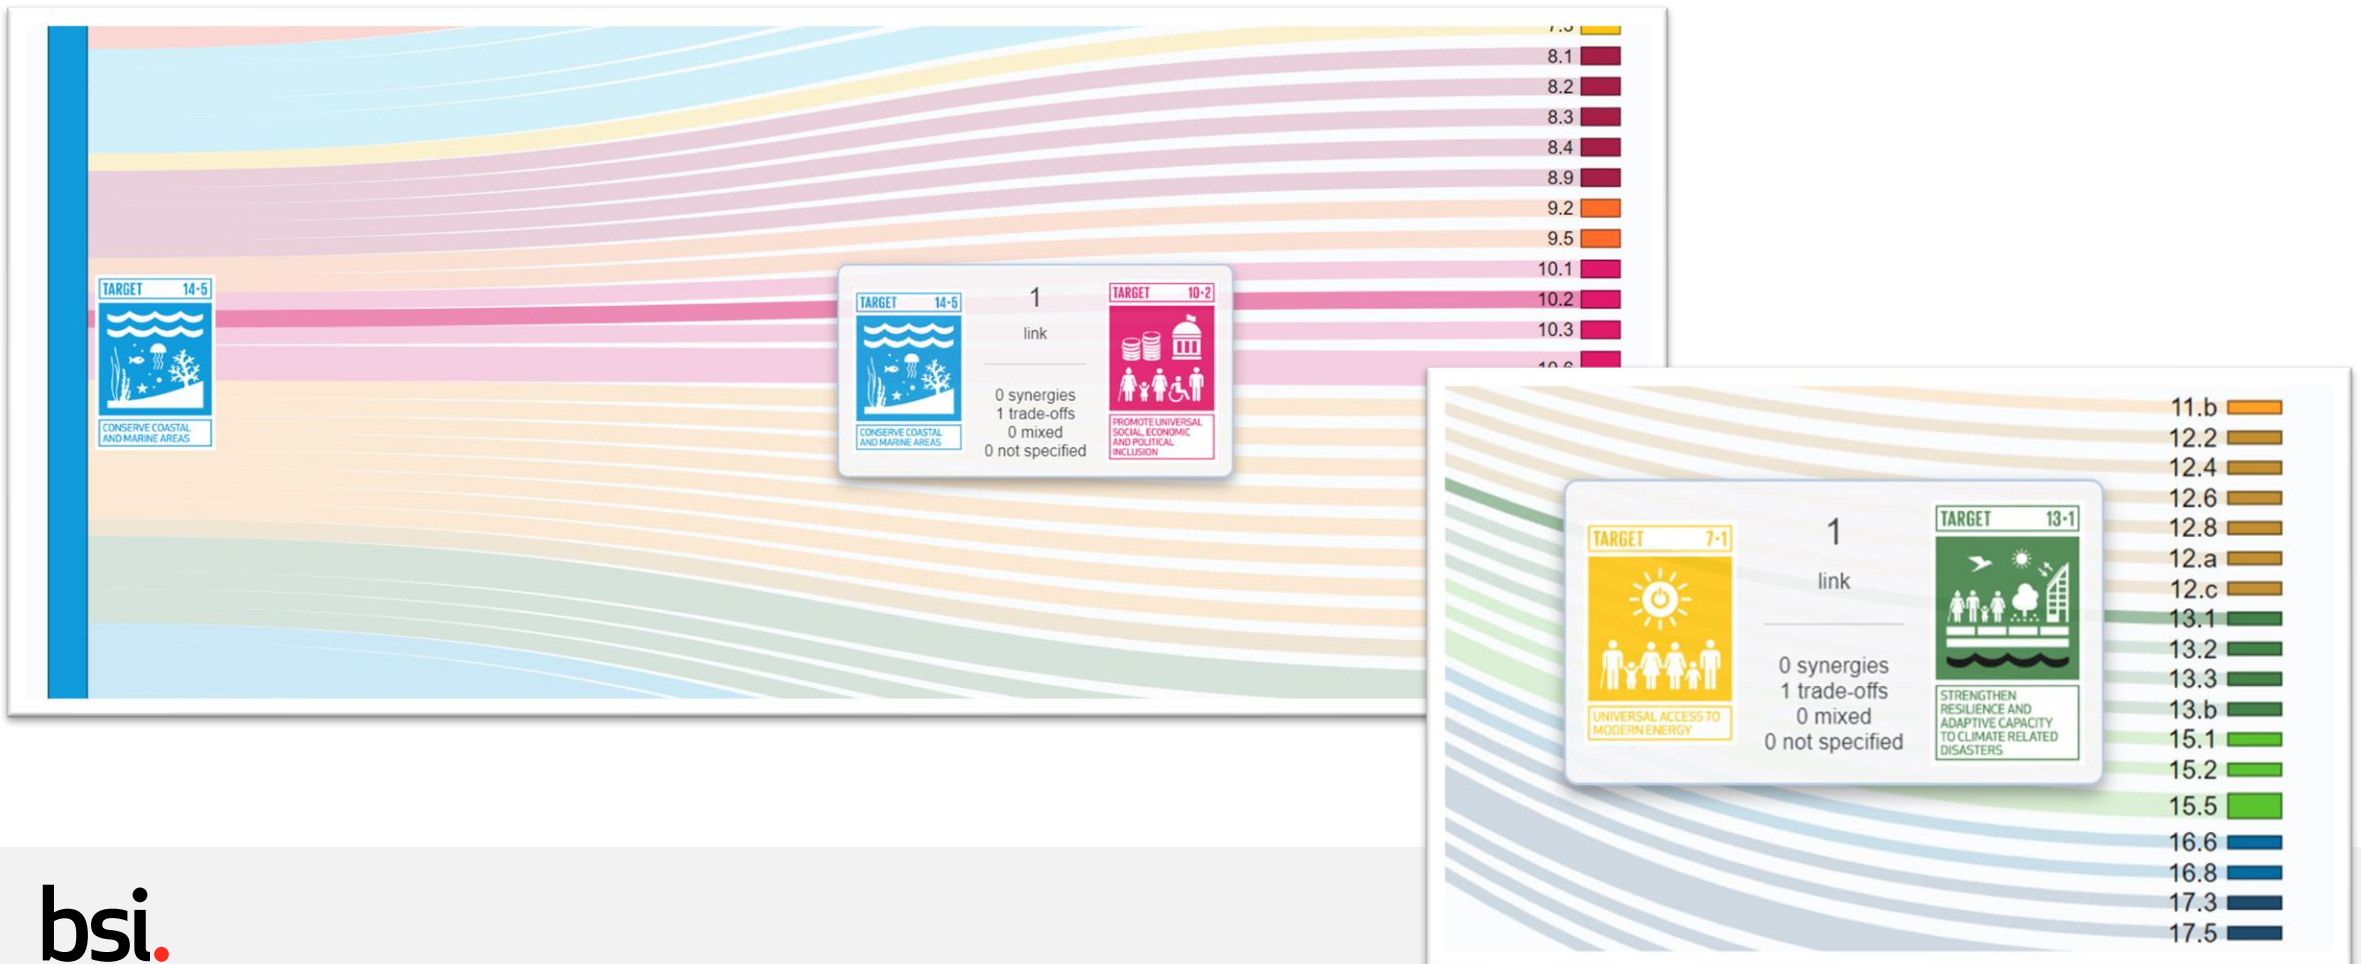 7.3
8.1
8.2
8.3
8.4
8.9
9.2
9.5
10.1
10.2
10.3
10.6
TARGET 14·5
CONSERVE COASTAL
AND MARINE AREAS
TARGET 14·5
CONSERVE COASTAL
AND MARINE AREAS
1
link
0 synergies
1 trade-offs
0 mixed
0 not specified
TARGET 10·2
PROMOTE UNIVERSAL
SOCIAL, ECONOMIC
AND POLITICAL
INCLUSION
11.b
12.2
12.4
12.6
12.8
12.a
12.c
13.1
13.2
13.3
13.b
15.1
15.2
15.5
16.6
16.8
17.3
17.5
TARGET 7·1
UNIVERSAL ACCESS TO
MODERN ENERGY
1
link
0 synergies
1 trade-offs
0 mixed
0 not specified
TARGET 13·1
STRENGTHEN
RESILIENCE AND
ADAPTIVE CAPACITY
TO CLIMATE RELATED
DISASTERS
bsi.